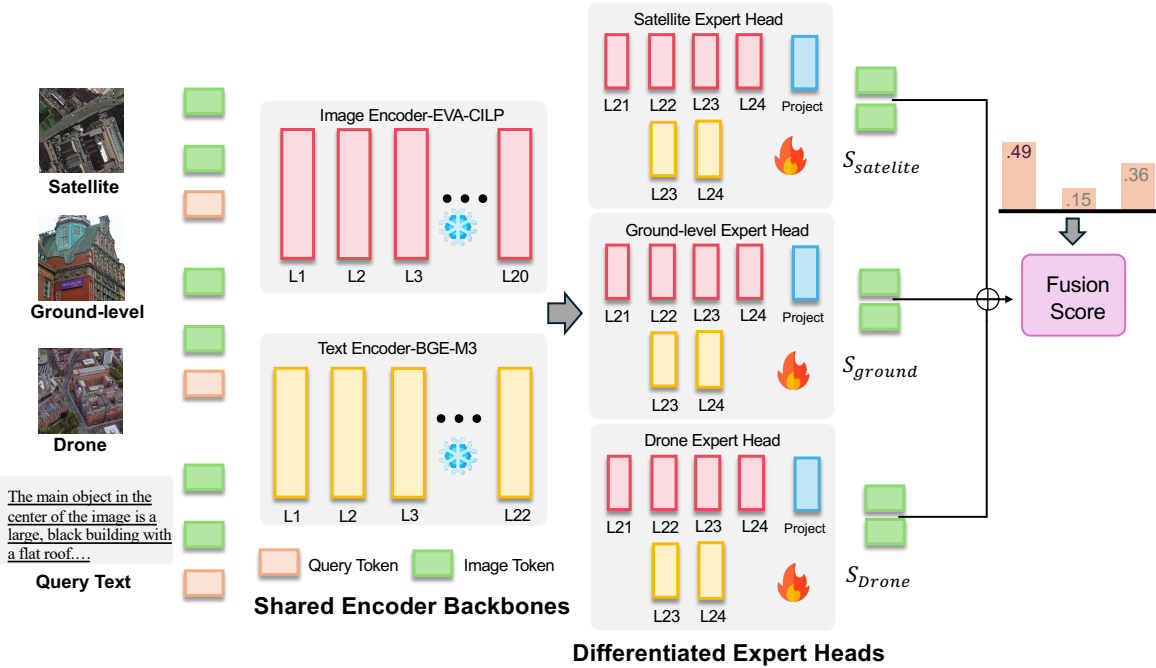 Satellite
Ground-level
Drone
The main object in the
center of the image is a
large, black building with
a flat roof.…
Query Text
Image Encoder-EVA-CILP
L1 L2 L3 L20
Text Encoder-BGE-M3
L1 L2 L3 L22
Query Token Image Token
Shared Encoder Backbones
Satellite Expert Head
L21 L22 L23 L24 Project
L23 L24
Ground-level Expert Head
L21 L22 L23 L24 Project
L23 L24
Drone Expert Head
L21 L22 L23 L24 Project
L23 L24
Differentiated Expert Heads
S_satelite
S_ground
S_Drone
.49 .15 .36
Fusion
Score